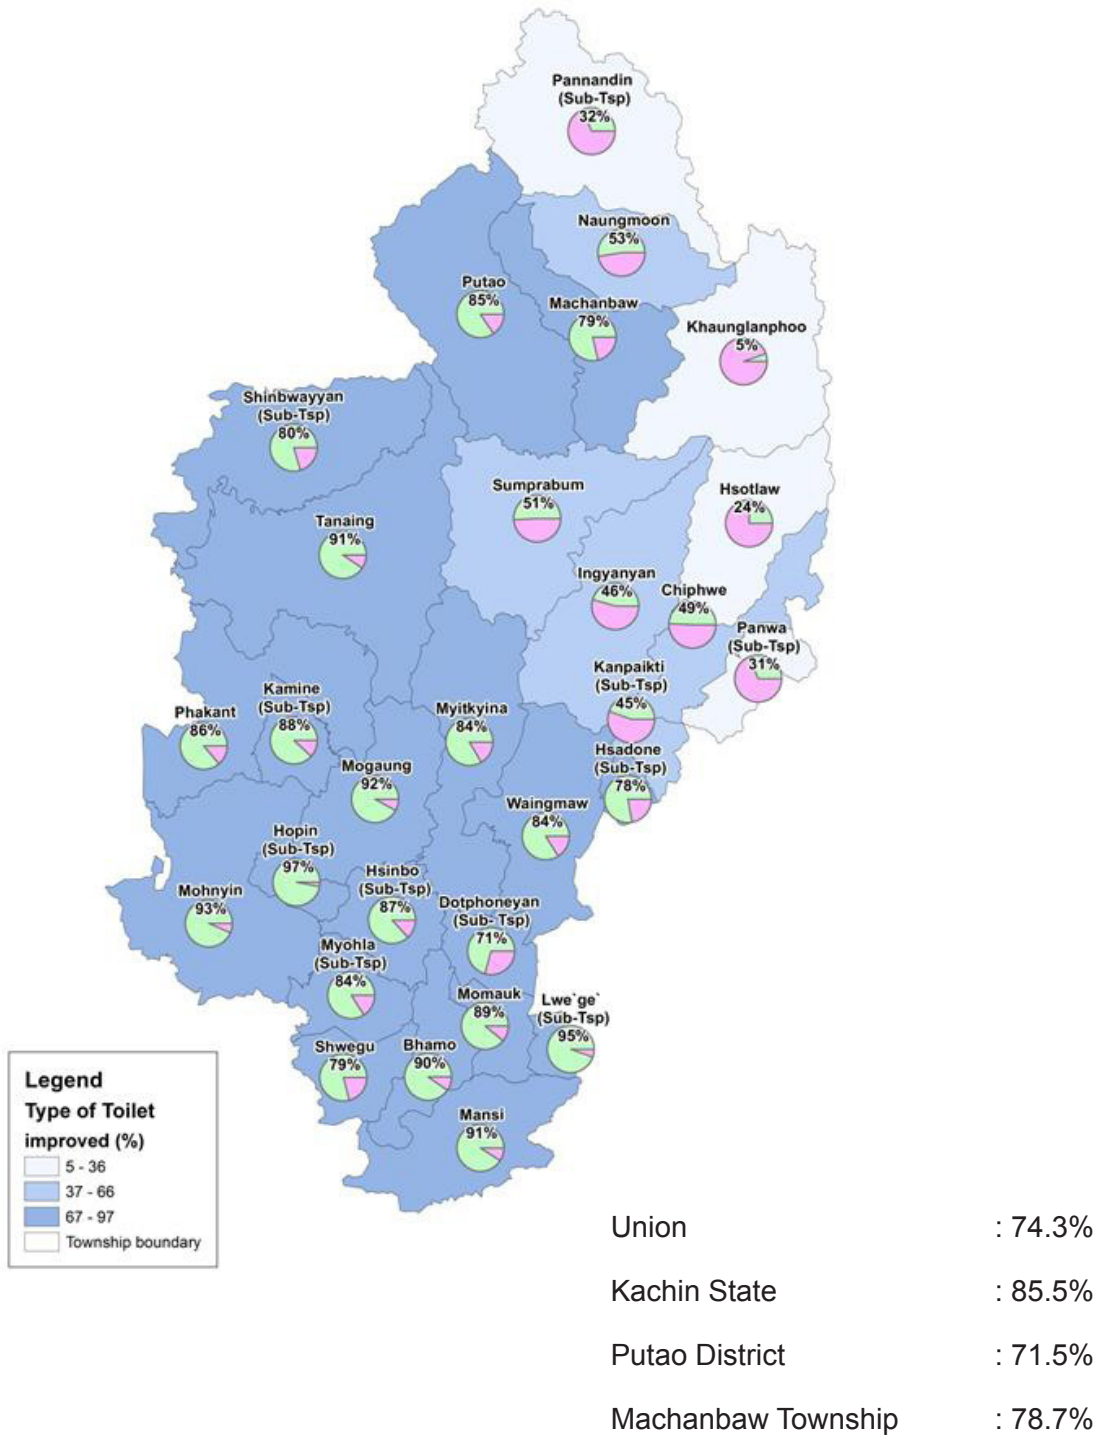 Pannandin
(Sub-Tsp)
32%
Naungmoon
53%
Putao
85%
Machanbaw
79%
Khaunglanphoo
5%
Shinbwayyan
(Sub-Tsp)
80%
Sumprabum
51%
Hsotlaw
24%
Tanaing
91%
Ingyanyan
46%
Chiphwe
49%
Panwa
(Sub-Tsp)
31%
Kanpaikti
(Sub-Tsp)
45%
Kamine
(Sub-Tsp)
88%
Phakant
86%
Myitkyina
84%
Hsadone
(Sub-Tsp)
78%
Mogaung
92%
Waingmaw
84%
Hopin
(Sub-Tsp)
97%
Hsinbo
(Sub-Tsp)
87%
Mohnyin
93%
Dotphoneyan
(Sub- Tsp)
71%
Myohla
(Sub-Tsp)
84%
Momauk
89%
Lwe`ge`
(Sub-Tsp)
95%
Shwegu
79%
Bhamo
90%
Mansi
91%
Legend
Type of Toilet
improved (%)
5 - 36
37 - 66
67 - 97
Township boundary
Union : 74.3%
Kachin State : 85.5%
Putao District : 71.5%
Machanbaw Township : 78.7%